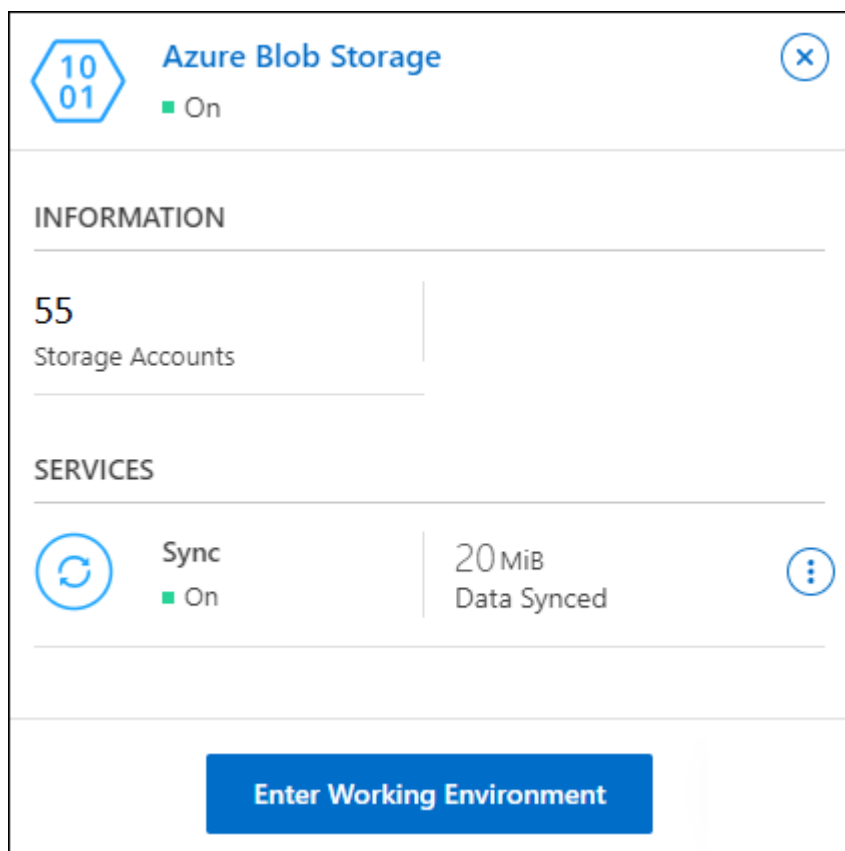 10
01
Azure Blob Storage
On
INFORMATION
55
Storage Accounts
SERVICES
Sync
On
20 MiB
Data Synced
Enter Working Environment